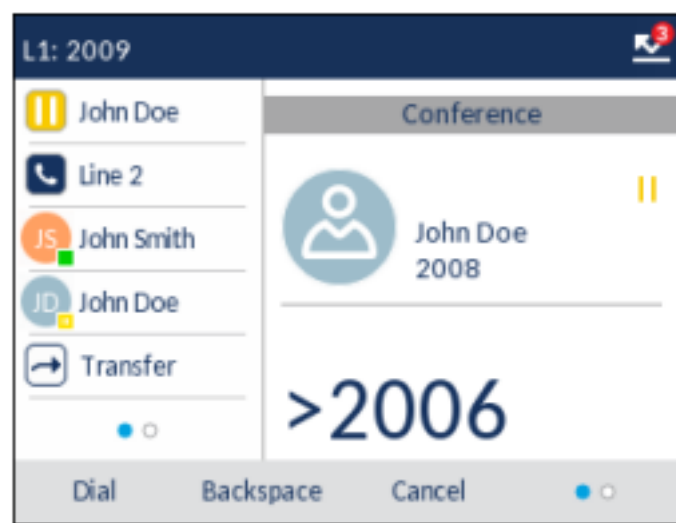 L1: 2009
3
John Doe
Line 2
JS John Smith
JD John Doe
Transfer
Conference
John Doe
2008
>2006
Dial Backspace Cancel